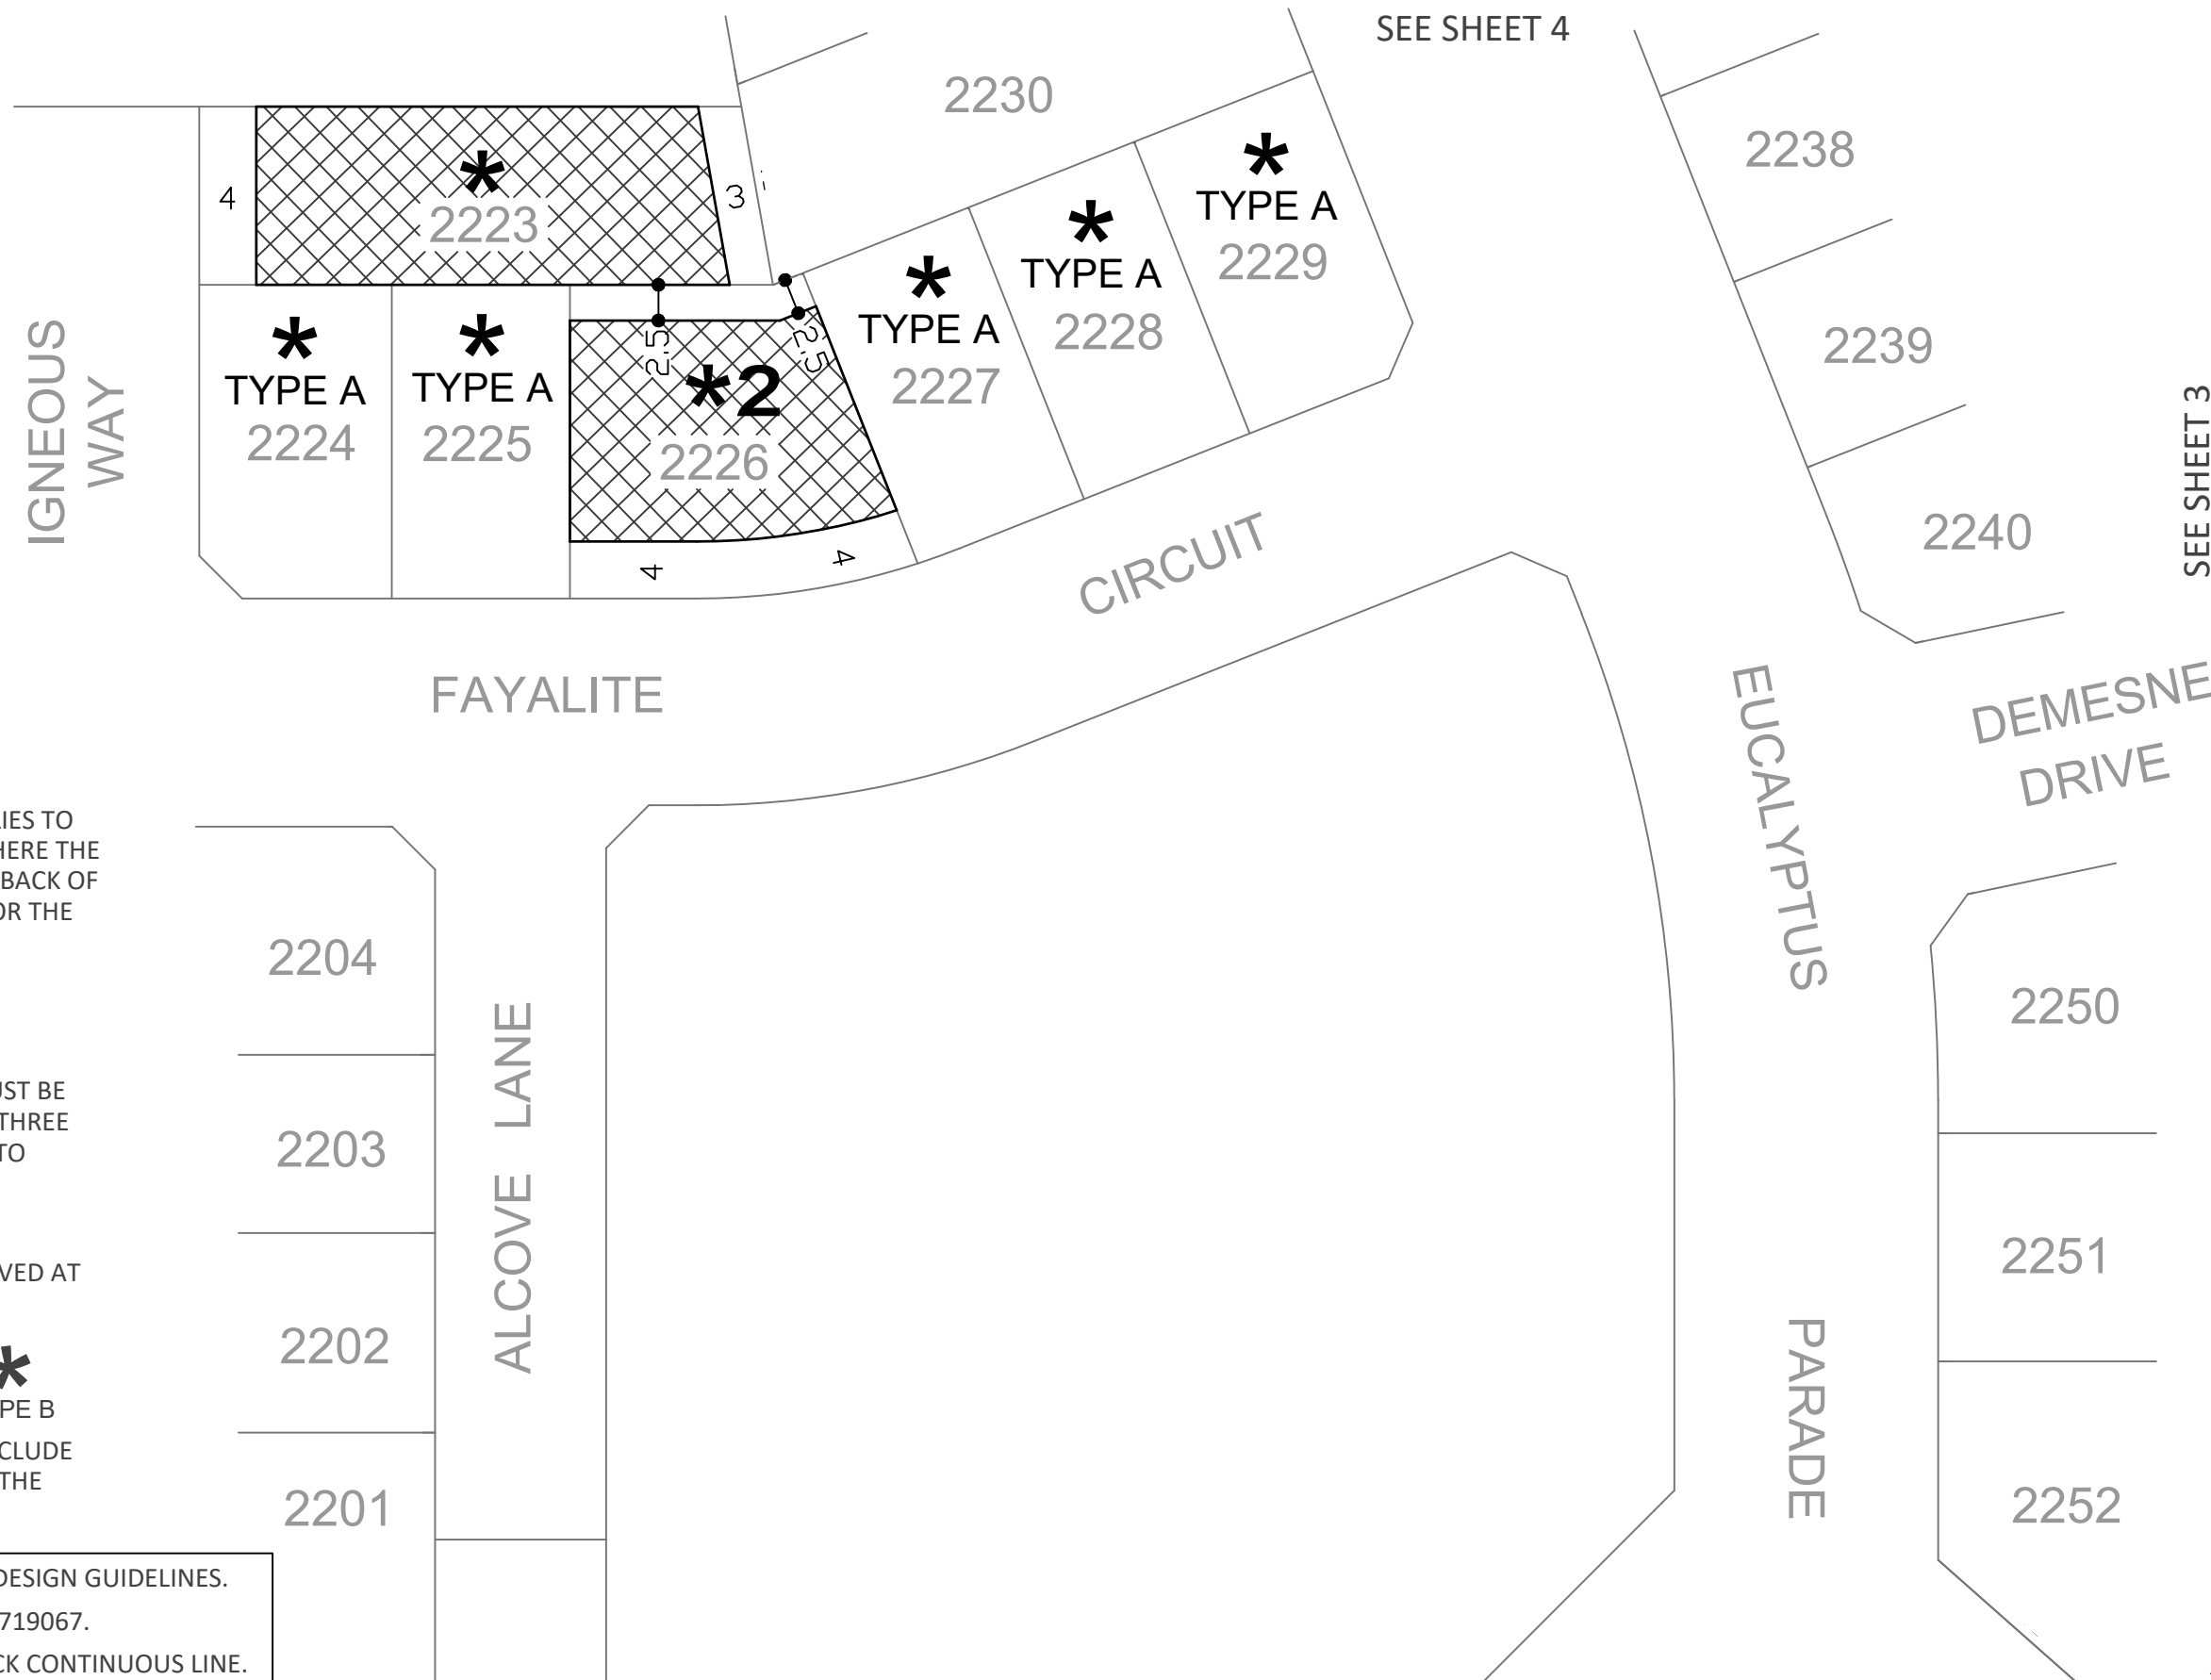 SEE SHEET 4
2230
2238
*
2223
4
3
*
TYPE A
2229
*
TYPE A
2228
*
TYPE A
2227
*
TYPE A
2224
*
TYPE A
2225
2.5
2.5
*2
2226
4
4
2239
2240
SEE SHEET 3
IGNEOUS
WAY
CIRCUIT
FAYALITE
EUCALYPTUS
PARADE
DEMESNE
DRIVE
ALCOVE LANE
2204
2203
2202
2201
2250
2251
2252
LIES TO
HERE THE
BACK OF
OR THE
UST BE
THREE
TO
VED AT
*
PE B
CLUDE
THE
DESIGN GUIDELINES.
719067.
CK CONTINUOUS LINE.